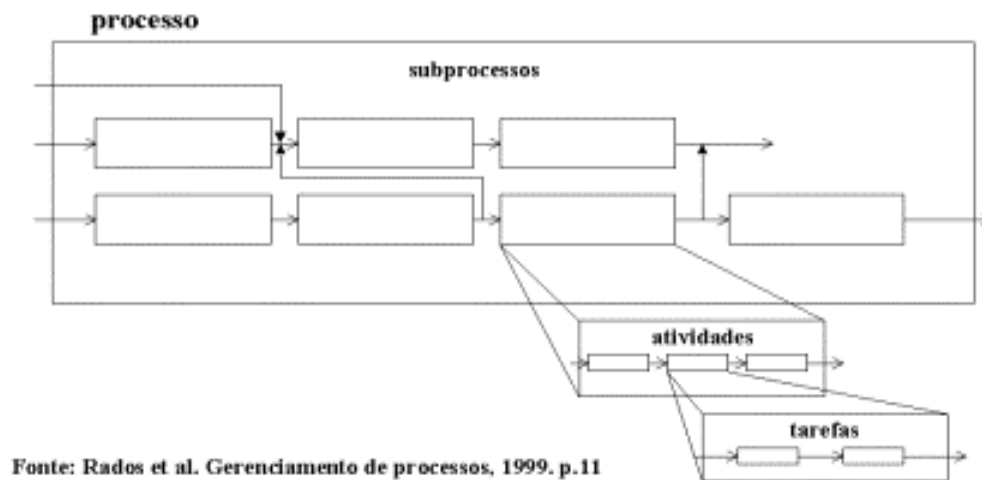 processo
subprocessos
atividades
tarefas
Fonte: Rados et al. Gerenciamento de processos, 1999. p.11